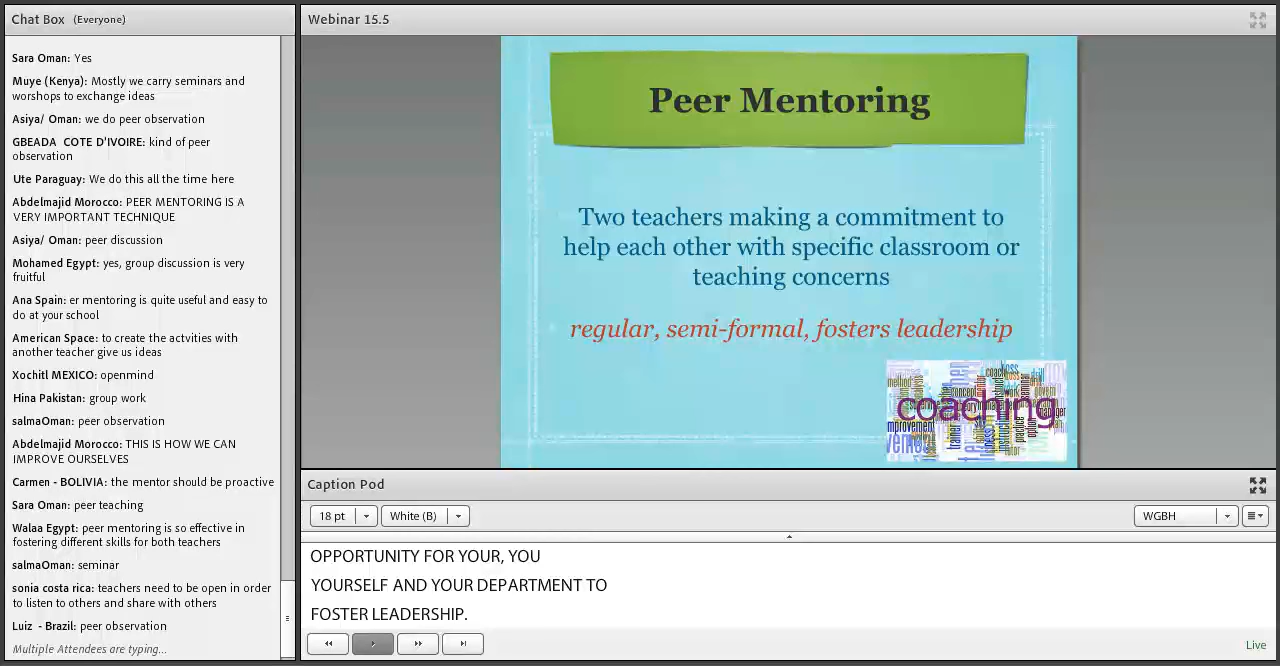 Chat Box (Everyone)
Sara Oman: Yes
Muye (Kenya): Mostly we carry seminars and
worshops to exchange ideas
Asiya/ Oman: we do peer observation
GBEADA COTE D'IVOIRE: kind of peer
observation
Ute Paraguay: We do this all the time here
Abdelmajid Morocco: PEER MENTORING IS A
VERY IMPORTANT TECHNIQUE
Asiya/ Oman: peer discussion
Mohamed Egypt: yes, group discussion is very
fruitful
Ana Spain: er mentoring is quite useful and easy to
do at your school
American Space: to create the actvities with
another teacher give us ideas
Xochitl MEXICO: openmind
Hina Pakistan: group work
salmaOman: peer observation
Abdelmajid Morocco: THIS IS HOW WE CAN
IMPROVE OURSELVES
Carmen - BOLIVIA: the mentor should be proactive
Sara Oman: peer teaching
Walaa Egypt: peer mentoring is so effective in
fostering different skills for both teachers
salmaOman: seminar
sonia costa rica: teachers need to be open in order
to listen to others and share with others
Luiz - Brazil: peer observation
Multiple Attendees are typing...
Webinar 15.5
Peer Mentoring
Two teachers making a commitment to
help each other with specific classroom or
teaching concerns
regular, semi-formal, fosters leadership
coaching
improvement
Caption Pod
18 pt
White (B)
WGBH
OPPORTUNITY FOR YOUR, YOU
YOURSELF AND YOUR DEPARTMENT TO
FOSTER LEADERSHIP.
Live